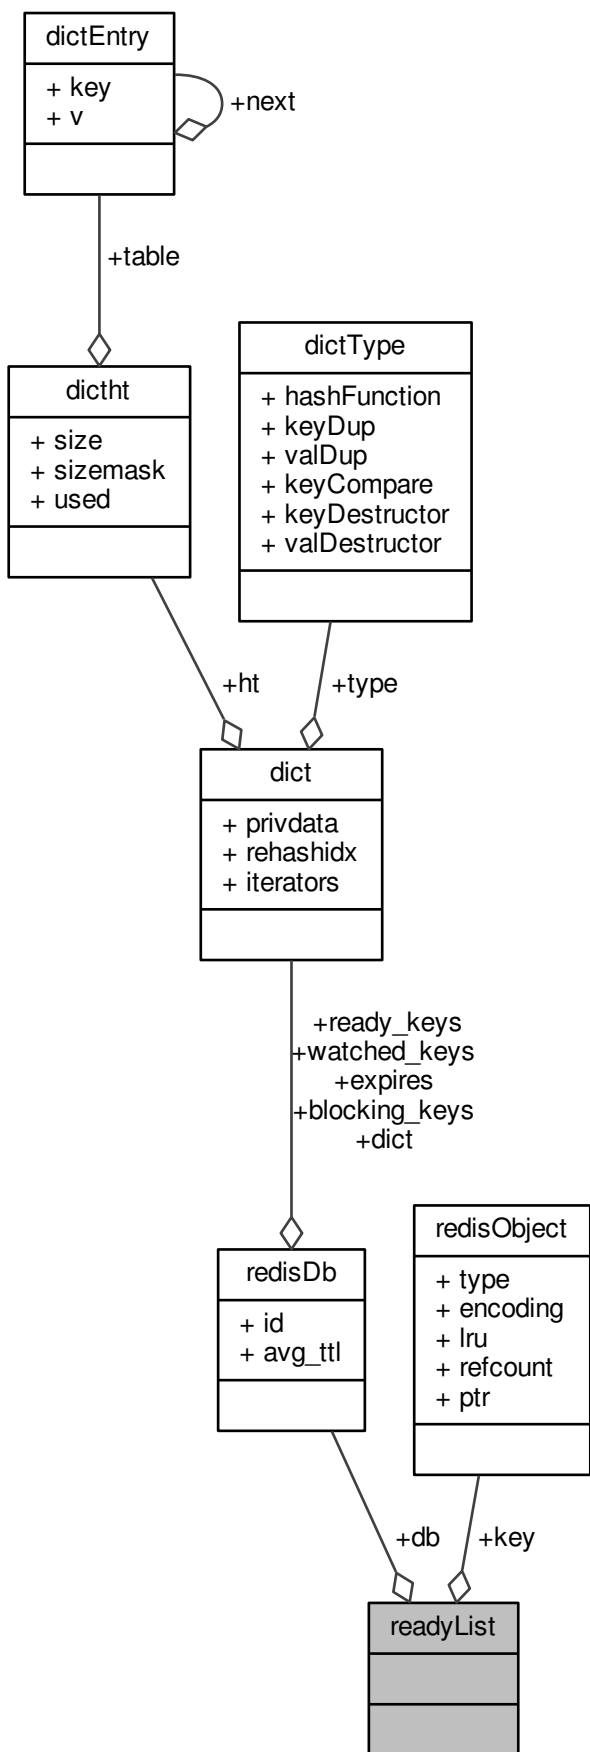 dictEntry
+ key
+ v
+next
+table
dictht
+ size
+ sizemask
+ used
dictType
+ hashFunction
+ keyDup
+ valDup
+ keyCompare
+ keyDestructor
+ valDestructor
+ht
+type
dict
+ privdata
+ rehashidx
+ iterators
+ready_keys
+watched_keys
+expires
+blocking_keys
+dict
redisDb
+ id
+ avg_ttl
redisObject
+ type
+ encoding
+ lru
+ refcount
+ ptr
+db
+key
readyList